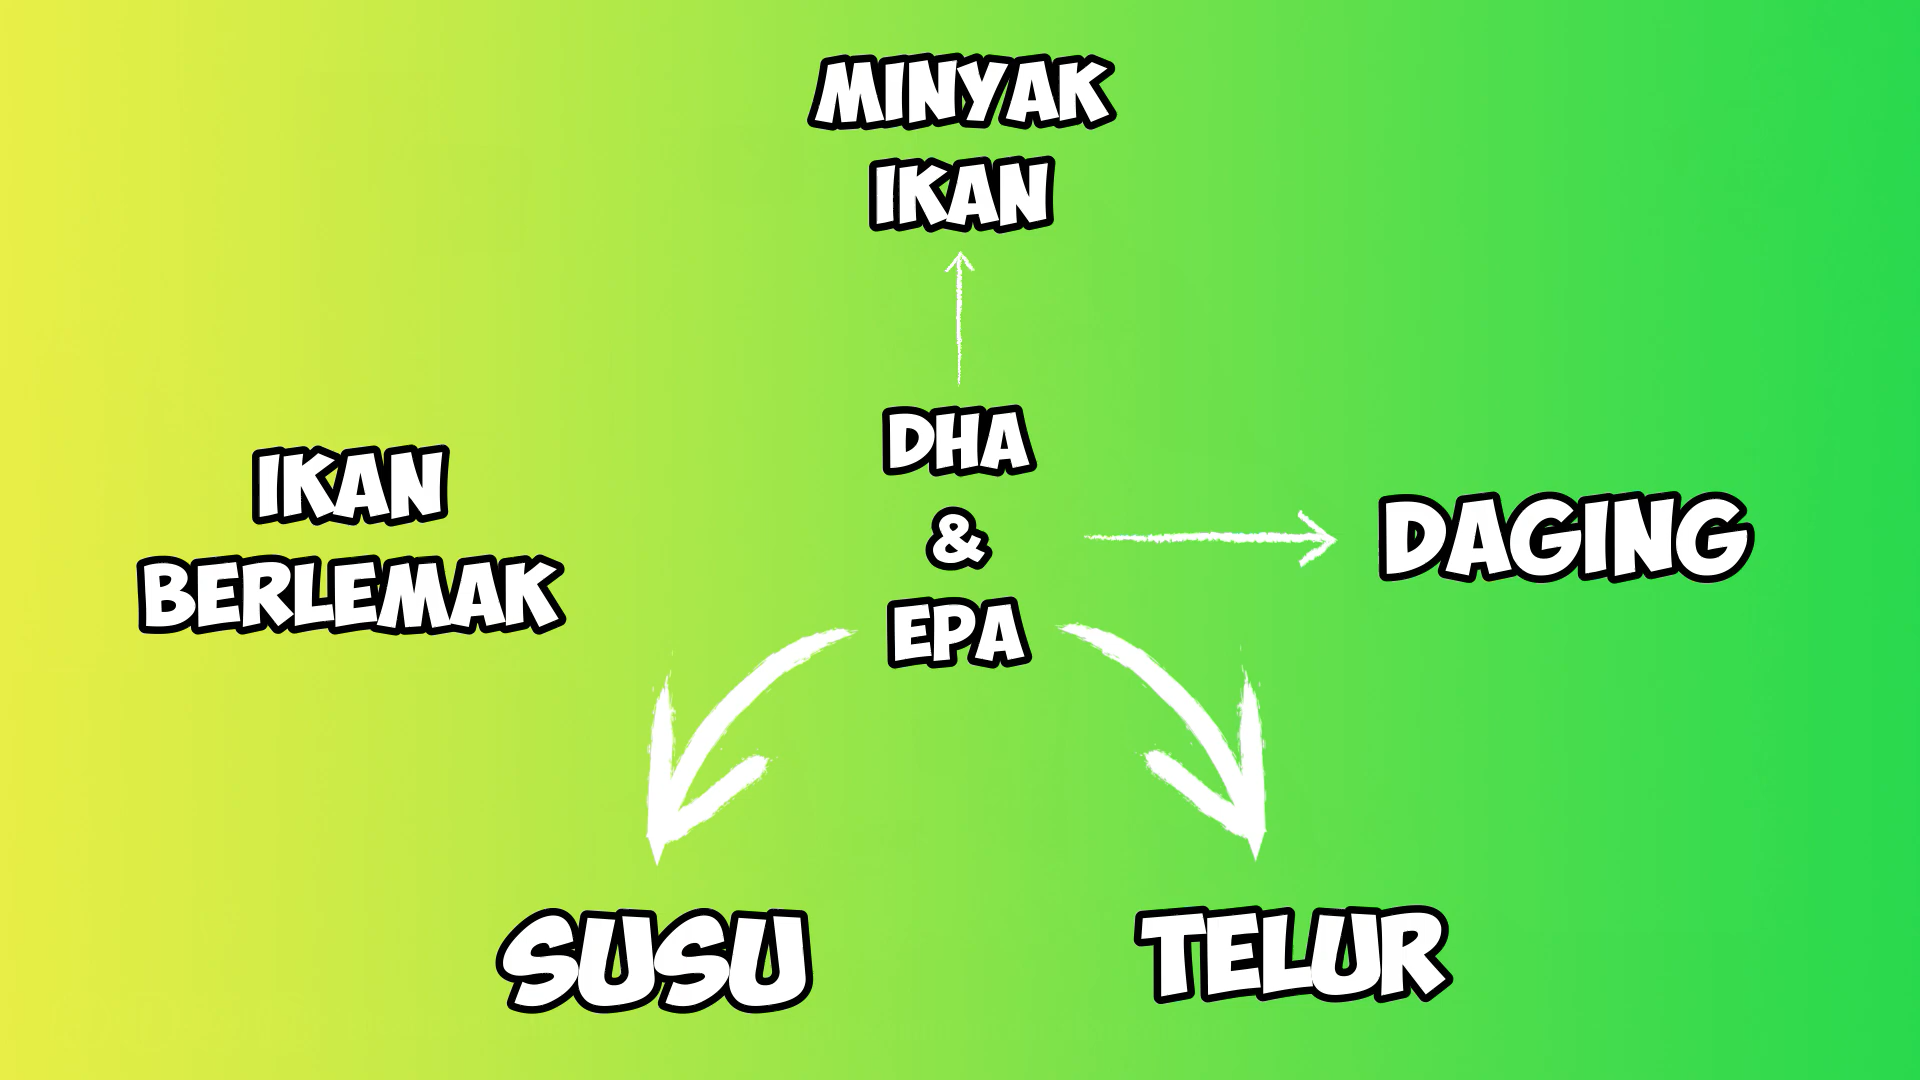 MINYAK
IKAN
DHA
&
EPA
IKAN
BERLEMAK
DAGING
SUSU
TELUR